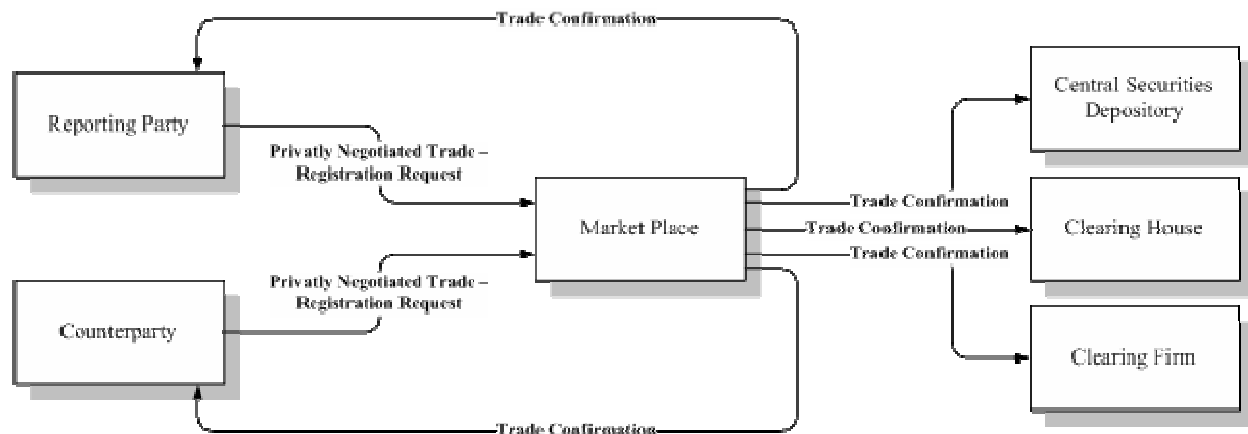 Trade Confirmation
Reporting Party
Privatly Negotiated Trade –
Registration Request
Central Securities
Depository
Market Place
Trade Confirmation
Trade Confirmation
Trade Confirmation
Clearing House
Counterparty
Privatly Negotiated Trade –
Registration Request
Clearing Firm
Trade Confirmation